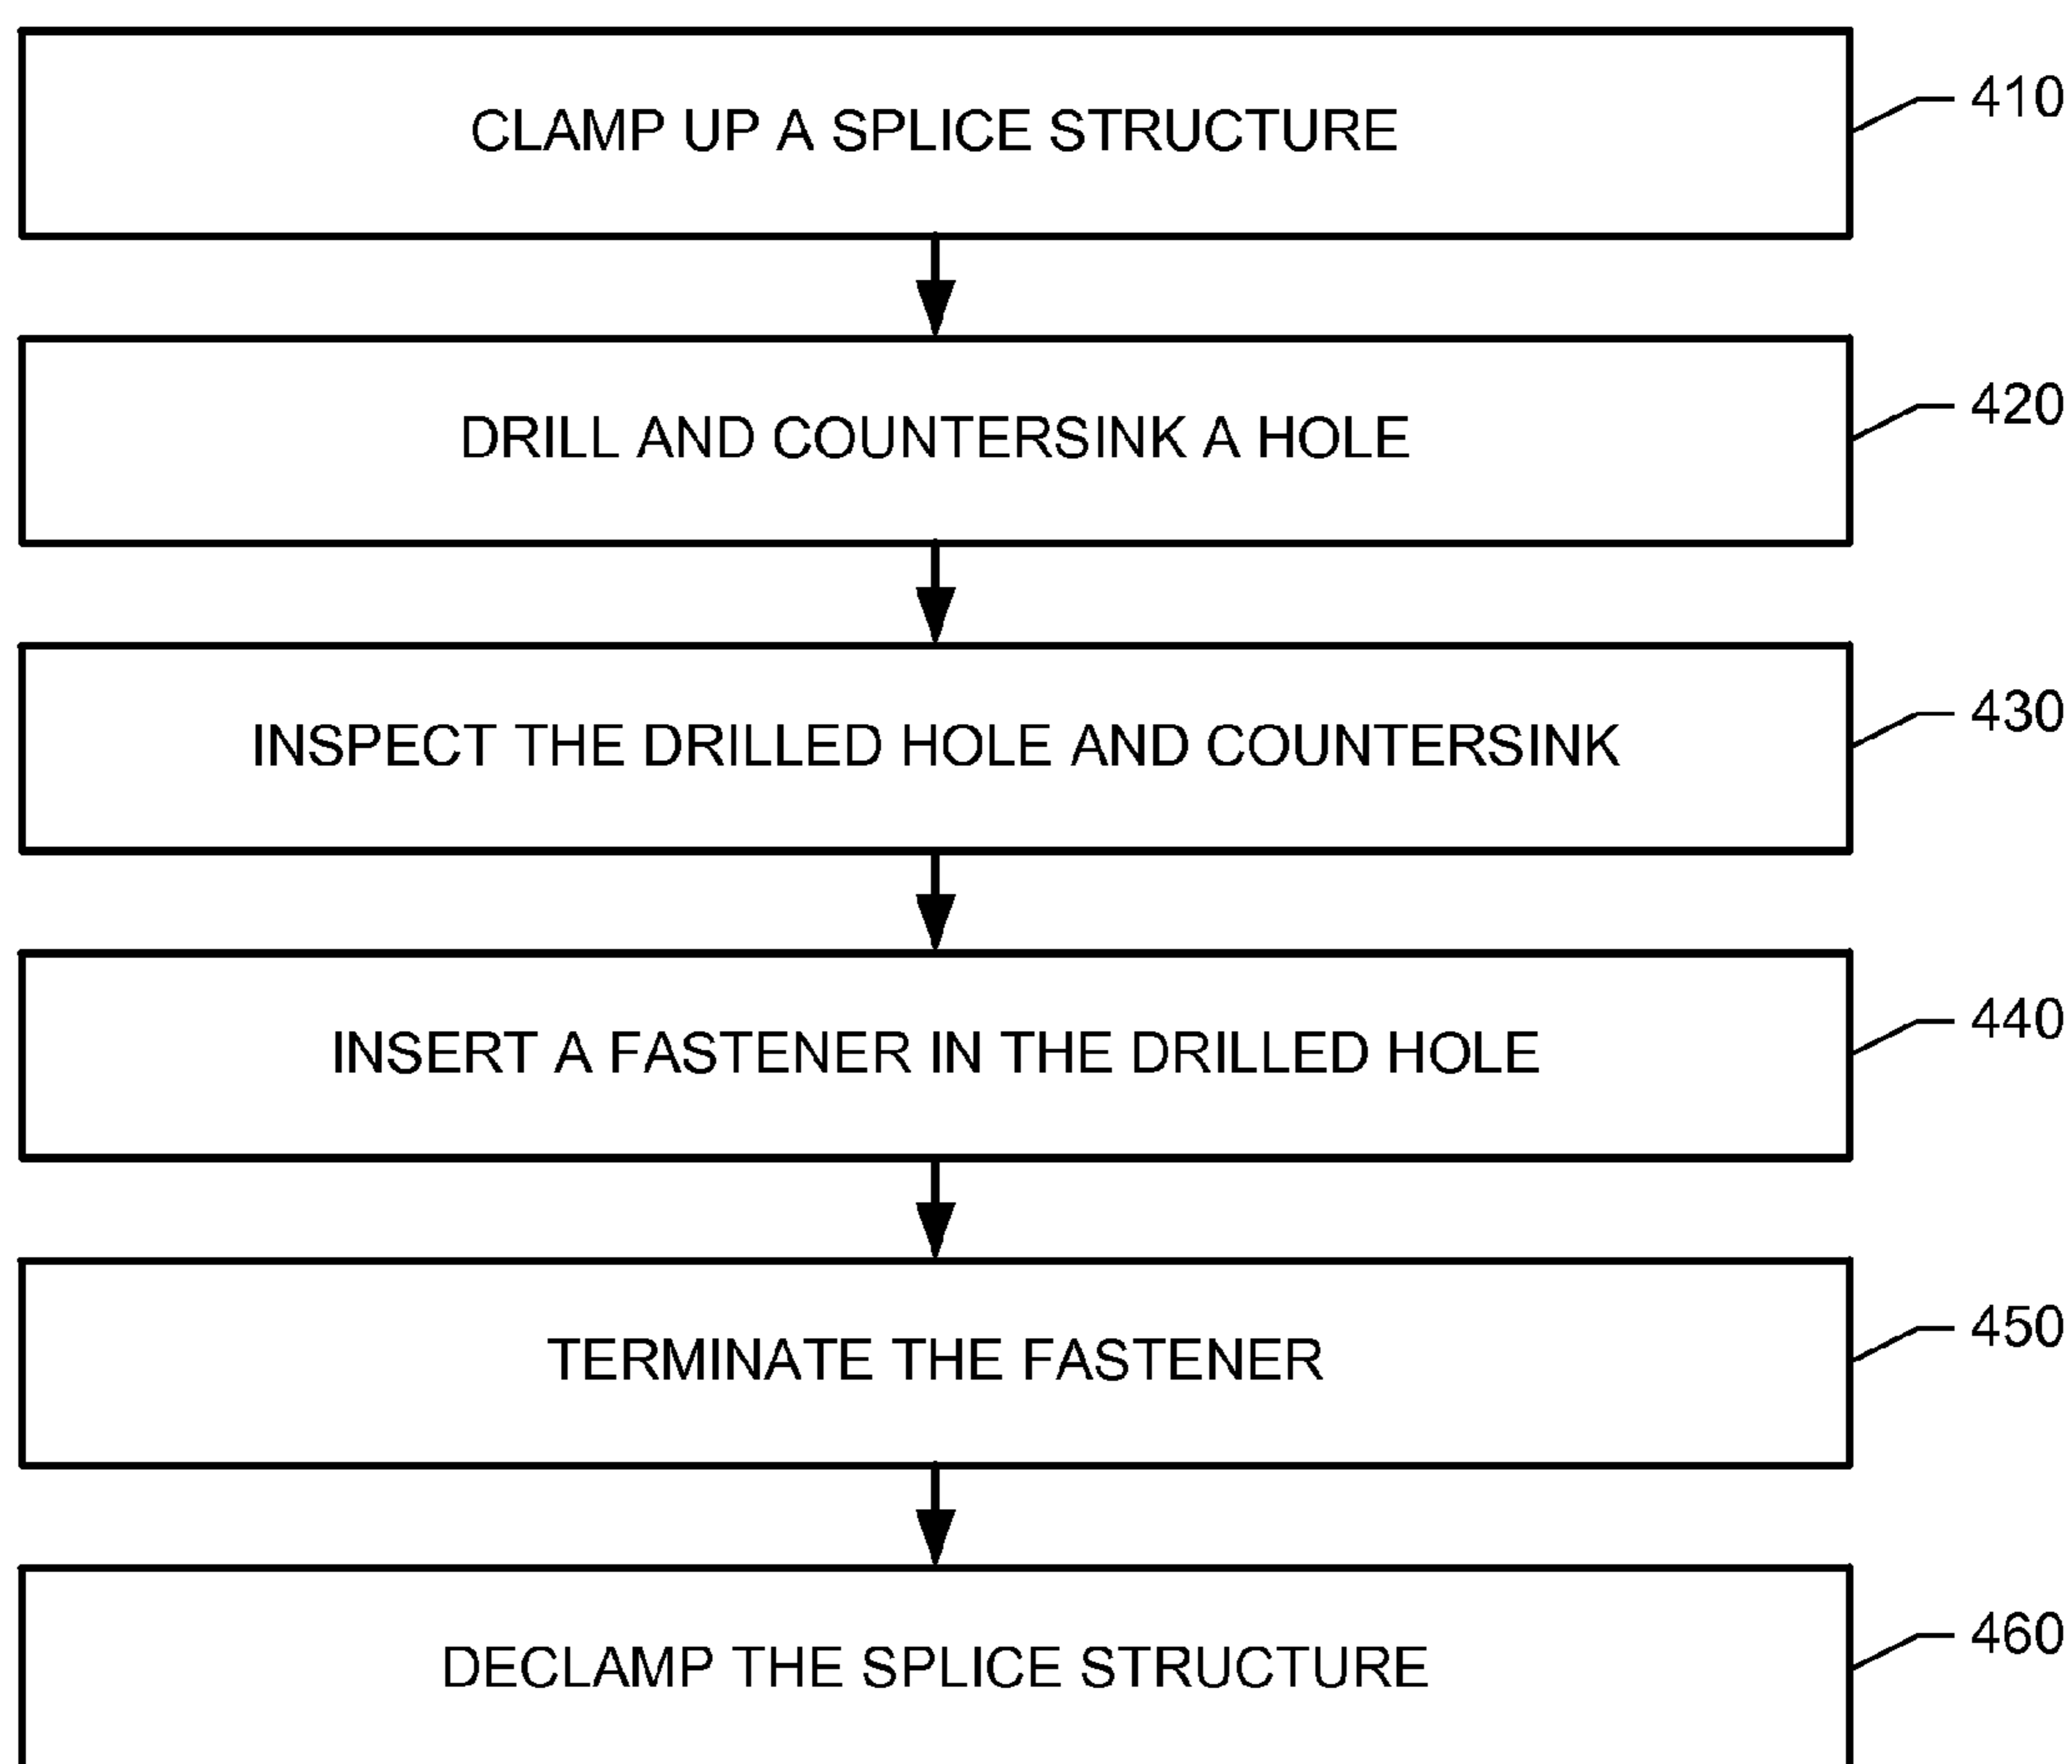 CLAMP UP A SPLICE STRUCTURE
410
DRILL AND COUNTERSINK A HOLE
420
INSPECT THE DRILLED HOLE AND COUNTERSINK
430
INSERT A FASTENER IN THE DRILLED HOLE
440
TERMINATE THE FASTENER
450
DECLAMP THE SPLICE STRUCTURE
460